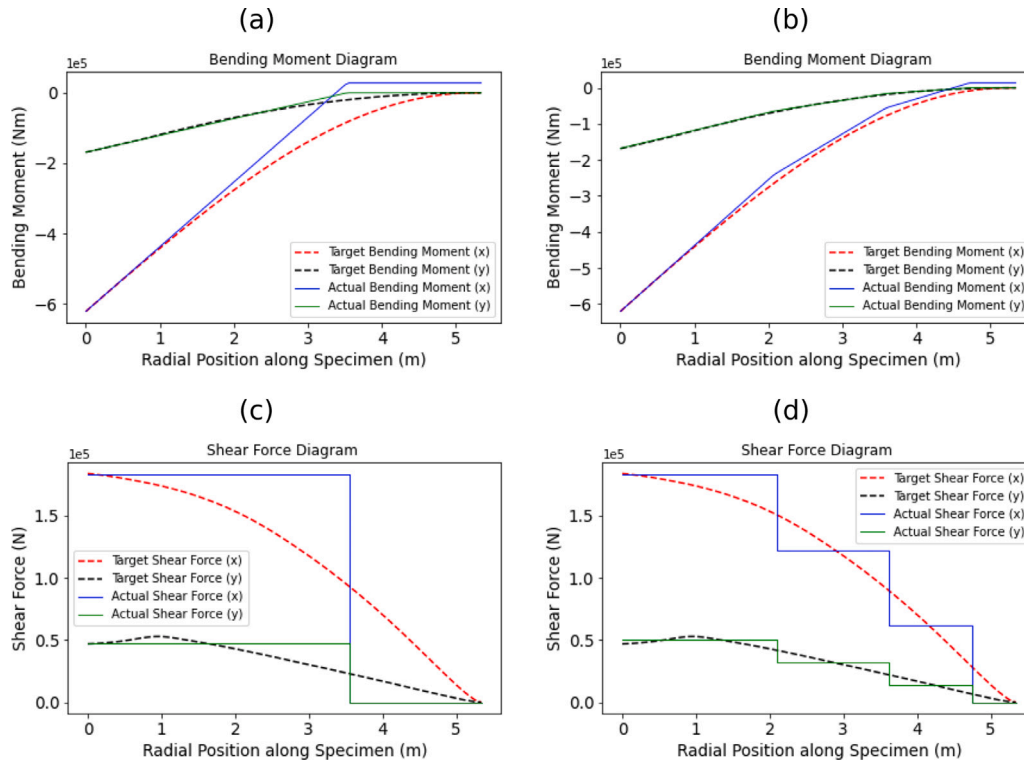 (a)
Bending Moment Diagram
1e5
0
−2
−4
−6
Bending Moment (Nm)
Target Bending Moment (x)
Target Bending Moment (y)
Actual Bending Moment (x)
Actual Bending Moment (y)
0 1 2 3 4 5
Radial Position along Specimen (m)
(b)
Bending Moment Diagram
1e5
0
−1
−2
−3
−4
−5
−6
Bending Moment (Nm)
Target Bending Moment (x)
Target Bending Moment (y)
Actual Bending Moment (x)
Actual Bending Moment (y)
0 1 2 3 4 5
Radial Position along Specimen (m)
(c)
Shear Force Diagram
1e5
1.5
1.0
0.5
0.0
Shear Force (N)
Target Shear Force (x)
Target Shear Force (y)
Actual Shear Force (x)
Actual Shear Force (y)
0 1 2 3 4 5
Radial Position along Specimen (m)
(d)
Shear Force Diagram
1e5
1.5
1.0
0.5
0.0
Shear Force (N)
Target Shear Force (x)
Target Shear Force (y)
Actual Shear Force (x)
Actual Shear Force (y)
0 1 2 3 4 5
Radial Position along Specimen (m)